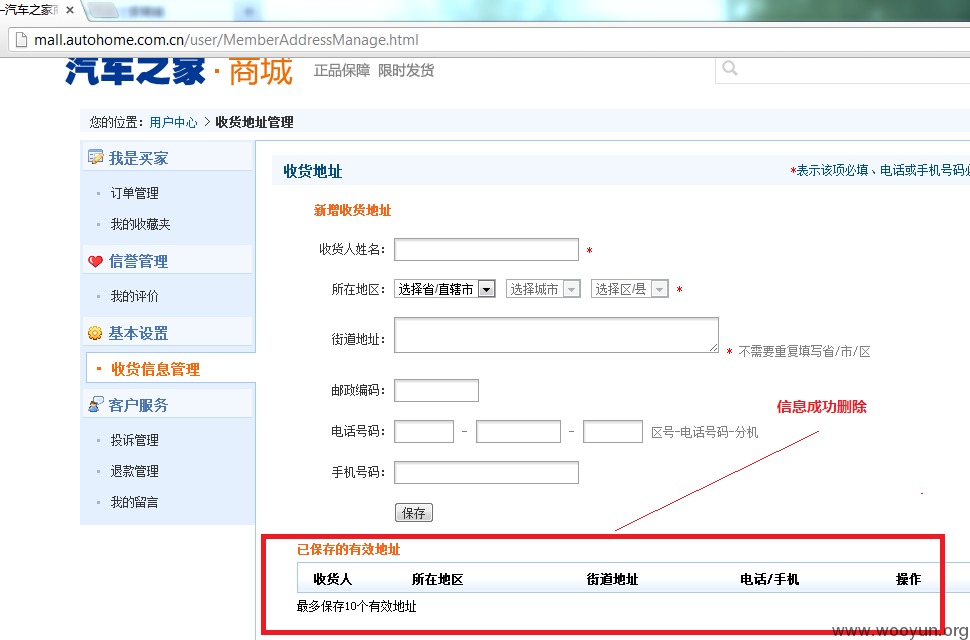 -汽车之家
mall.autohome.com.cn/user/MemberAddressManage.html
汽车之家·商城 正品保障 限时发货
您的位置：用户中心 > 收货地址管理
我是买家
订单管理
我的收藏夹
信誉管理
我的评价
基本设置
收货信息管理
客户服务
投诉管理
退款管理
我的留言
收货地址 *表示该项必填、电话或手机号码
新增收货地址
收货人姓名： *
所在地区： 选择省/直辖市 选择城市 选择区/县 *
街道地址： * 不需要重复填写省/市/区
邮政编码：
电话号码： - - 区号-电话号码-分机
手机号码：
保存
信息成功删除
已保存的有效地址
收货人 所在地区 街道地址 电话/手机 操作
最多保存10个有效地址
www.wooyun.org